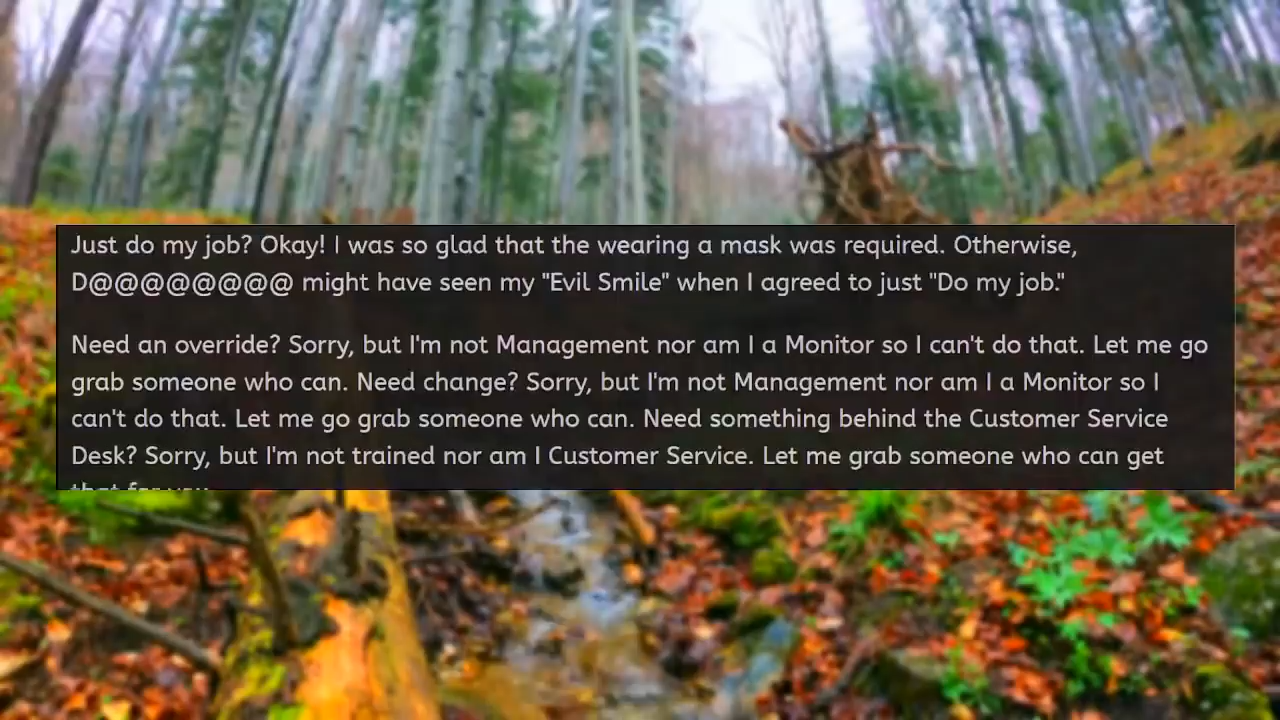 Just do my job? Okay! I was so glad that the wearing a mask was required. Otherwise,
D@@@@@@@@ might have seen my "Evil Smile" when I agreed to just "Do my job."
Need an override? Sorry, but I'm not Management nor am I a Monitor so I can't do that. Let me go
grab someone who can. Need change? Sorry, but I'm not Management nor am I a Monitor so I
can't do that. Let me go grab someone who can. Need something behind the Customer Service
Desk? Sorry, but I'm not trained nor am I Customer Service. Let me grab someone who can get
that for you